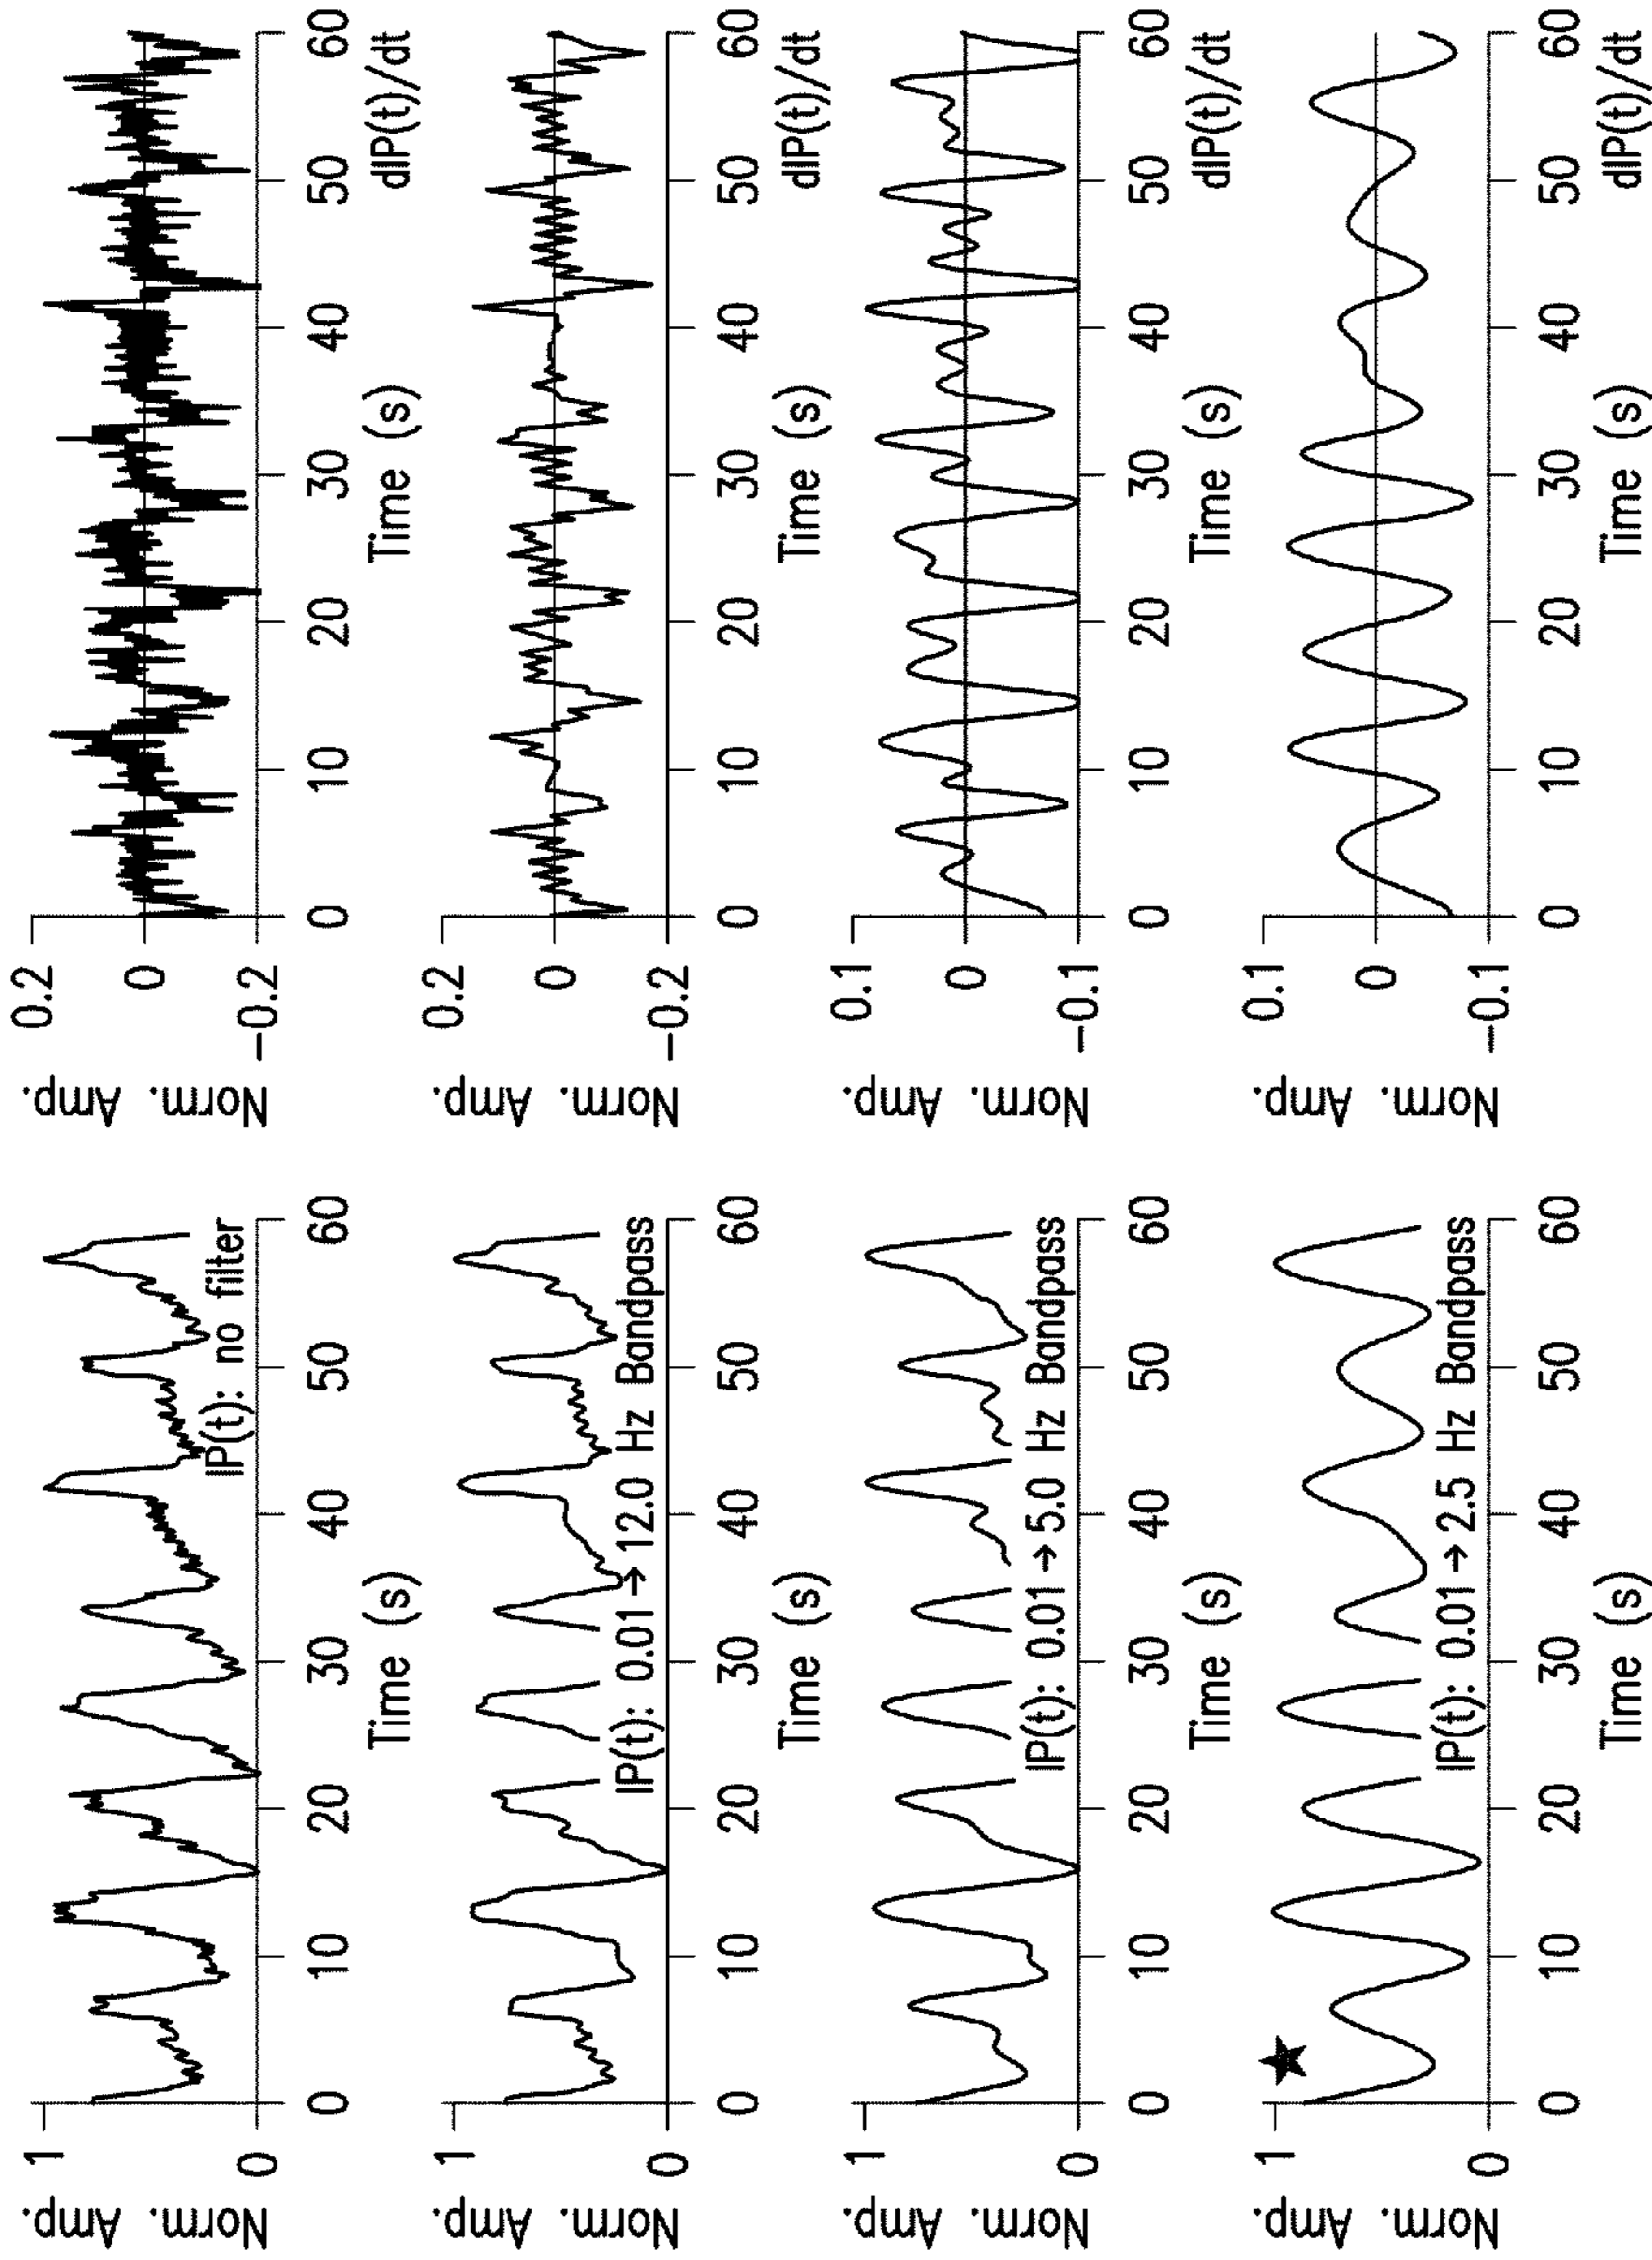 Norm. Amp.
1
0
IP(t): no filter
0 10 20 30 40 50 60
Time (s)
Norm. Amp.
0.2
0
-0.2
0 10 20 30 40 50 60
Time (s) dIP(t)/dt
Norm. Amp.
1
0
IP(t): 0.01→12.0 Hz Bandpass
0 10 20 30 40 50 60
Time (s)
Norm. Amp.
0.2
0
-0.2
0 10 20 30 40 50 60
Time (s) dIP(t)/dt
Norm. Amp.
1
0
IP(t): 0.01→5.0 Hz Bandpass
0 10 20 30 40 50 60
Time (s)
Norm. Amp.
0.1
0
-0.1
0 10 20 30 40 50 60
Time (s) dIP(t)/dt
Norm. Amp.
1
0
IP(t): 0.01→2.5 Hz Bandpass
0 10 20 30 40 50 60
Time (s)
Norm. Amp.
0.1
0
-0.1
0 10 20 30 40 50 60
Time (s) dIP(t)/dt